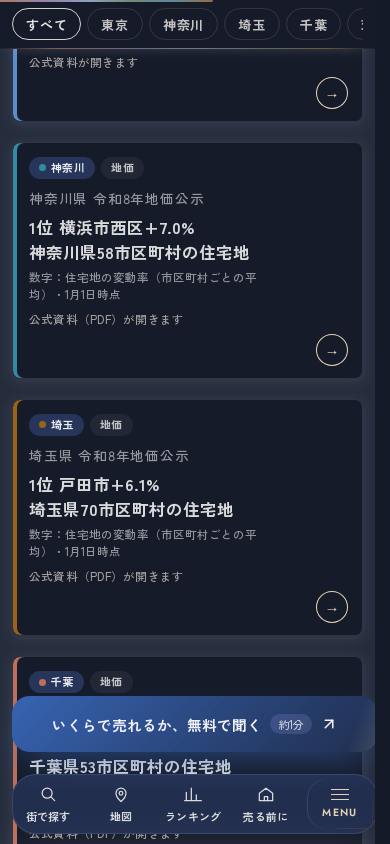 すべて
東京
神奈川
埼玉
千葉
公式資料が開きます
→
神奈川
地価
神奈川県 令和8年地価公示
1位 横浜市西区+7.0%
神奈川県58市区町村の住宅地
数字：住宅地の変動率（市区町村ごとの平
均）・1月1日時点
公式資料（PDF）が開きます
→
埼玉
地価
埼玉県 令和8年地価公示
1位 戸田市+6.1%
埼玉県70市区町村の住宅地
数字：住宅地の変動率（市区町村ごとの平
均）・1月1日時点
公式資料（PDF）が開きます
→
千葉
地価
いくらで売れるか、無料で聞く
約1分
千葉県53市区町村の住宅地
街で探す
地図
ランキング
売る前に
MENU
公式資料（PDF）が開きます